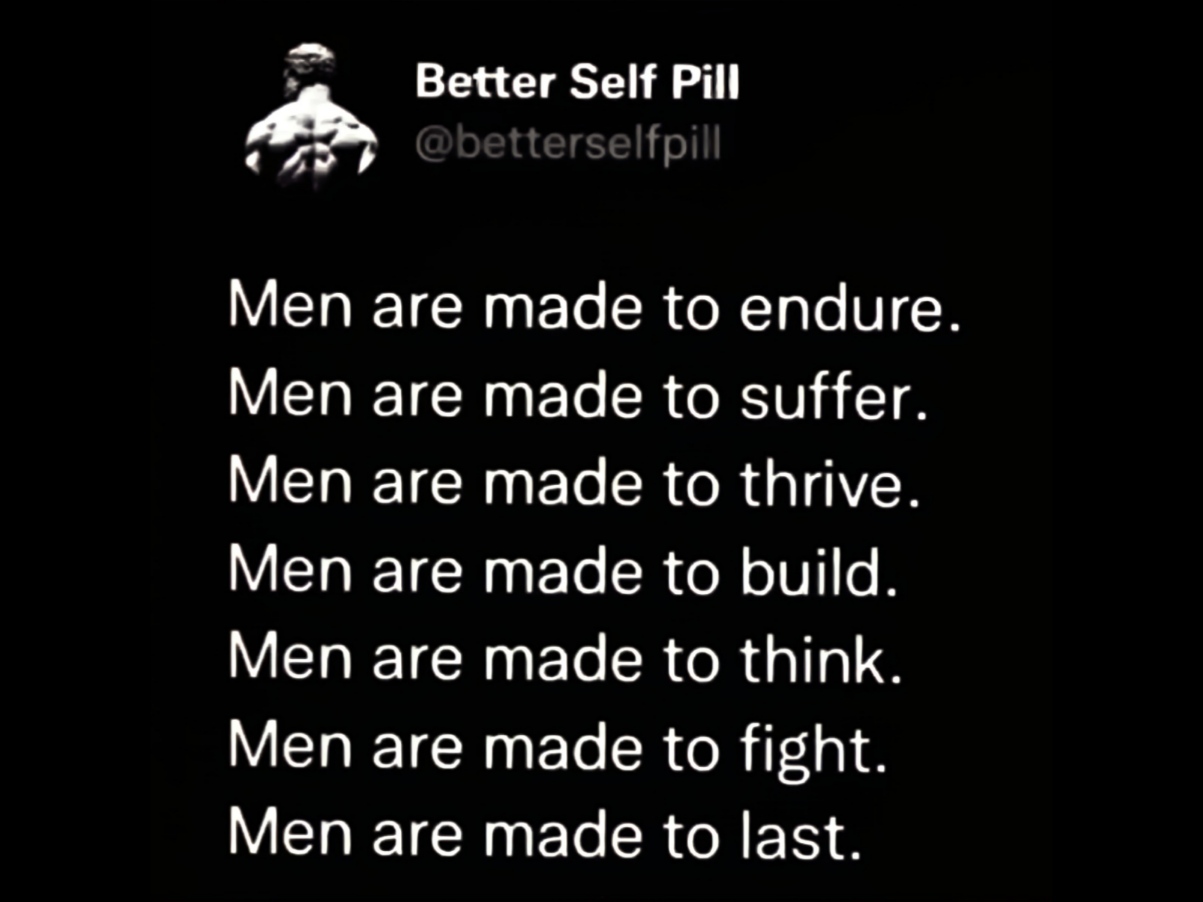 Better Self Pill
@betterselfpill
Men are made to endure.
Men are made to suffer.
Men are made to thrive.
Men are made to build.
Men are made to think.
Men are made to fight.
Men are made to last.